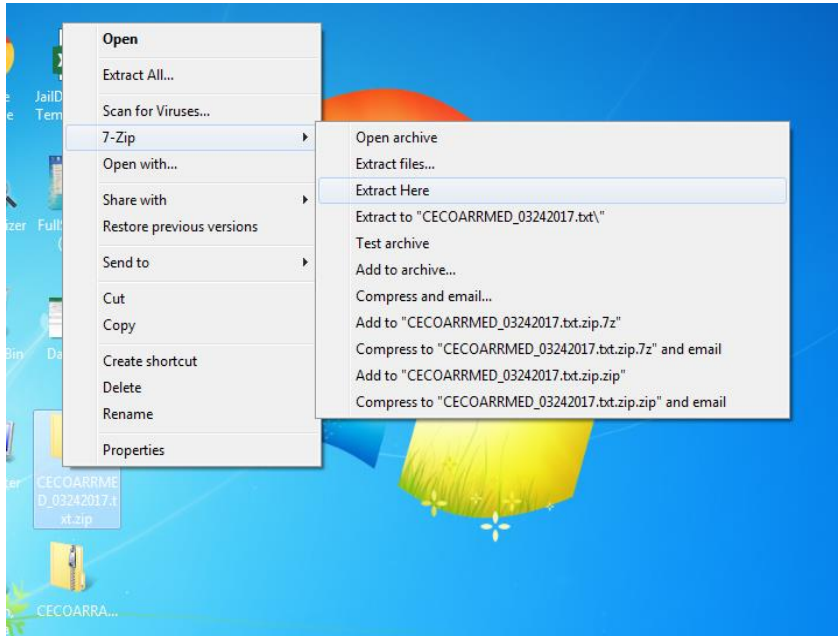 Open
Extract All...
Scan for Viruses...
7-Zip
Open with...
Share with
Restore previous versions
Send to
Cut
Copy
Create shortcut
Delete
Rename
Properties
Open archive
Extract files...
Extract Here
Extract to "CECOARRMED_03242017.txt\"
Test archive
Add to archive...
Compress and email...
Add to "CECOARRMED_03242017.txt.zip.7z"
Compress to "CECOARRMED_03242017.txt.zip.7z" and email
Add to "CECOARRMED_03242017.txt.zip.zip"
Compress to "CECOARRMED_03242017.txt.zip.zip" and email
JailD
Tem
Full
Bin
Da
CECOARRME
D_03242017.t
xt.zip
CECOARRA...